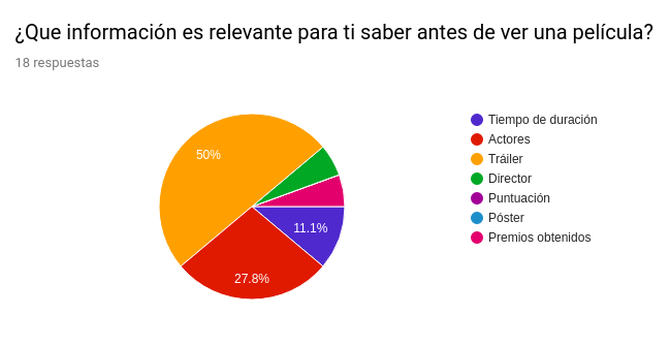 ¿Que información es relevante para ti saber antes de ver una película?
18 respuestas
50%
11.1%
27.8%
Tiempo de duración
Actores
Tráiler
Director
Puntuación
Póster
Premios obtenidos